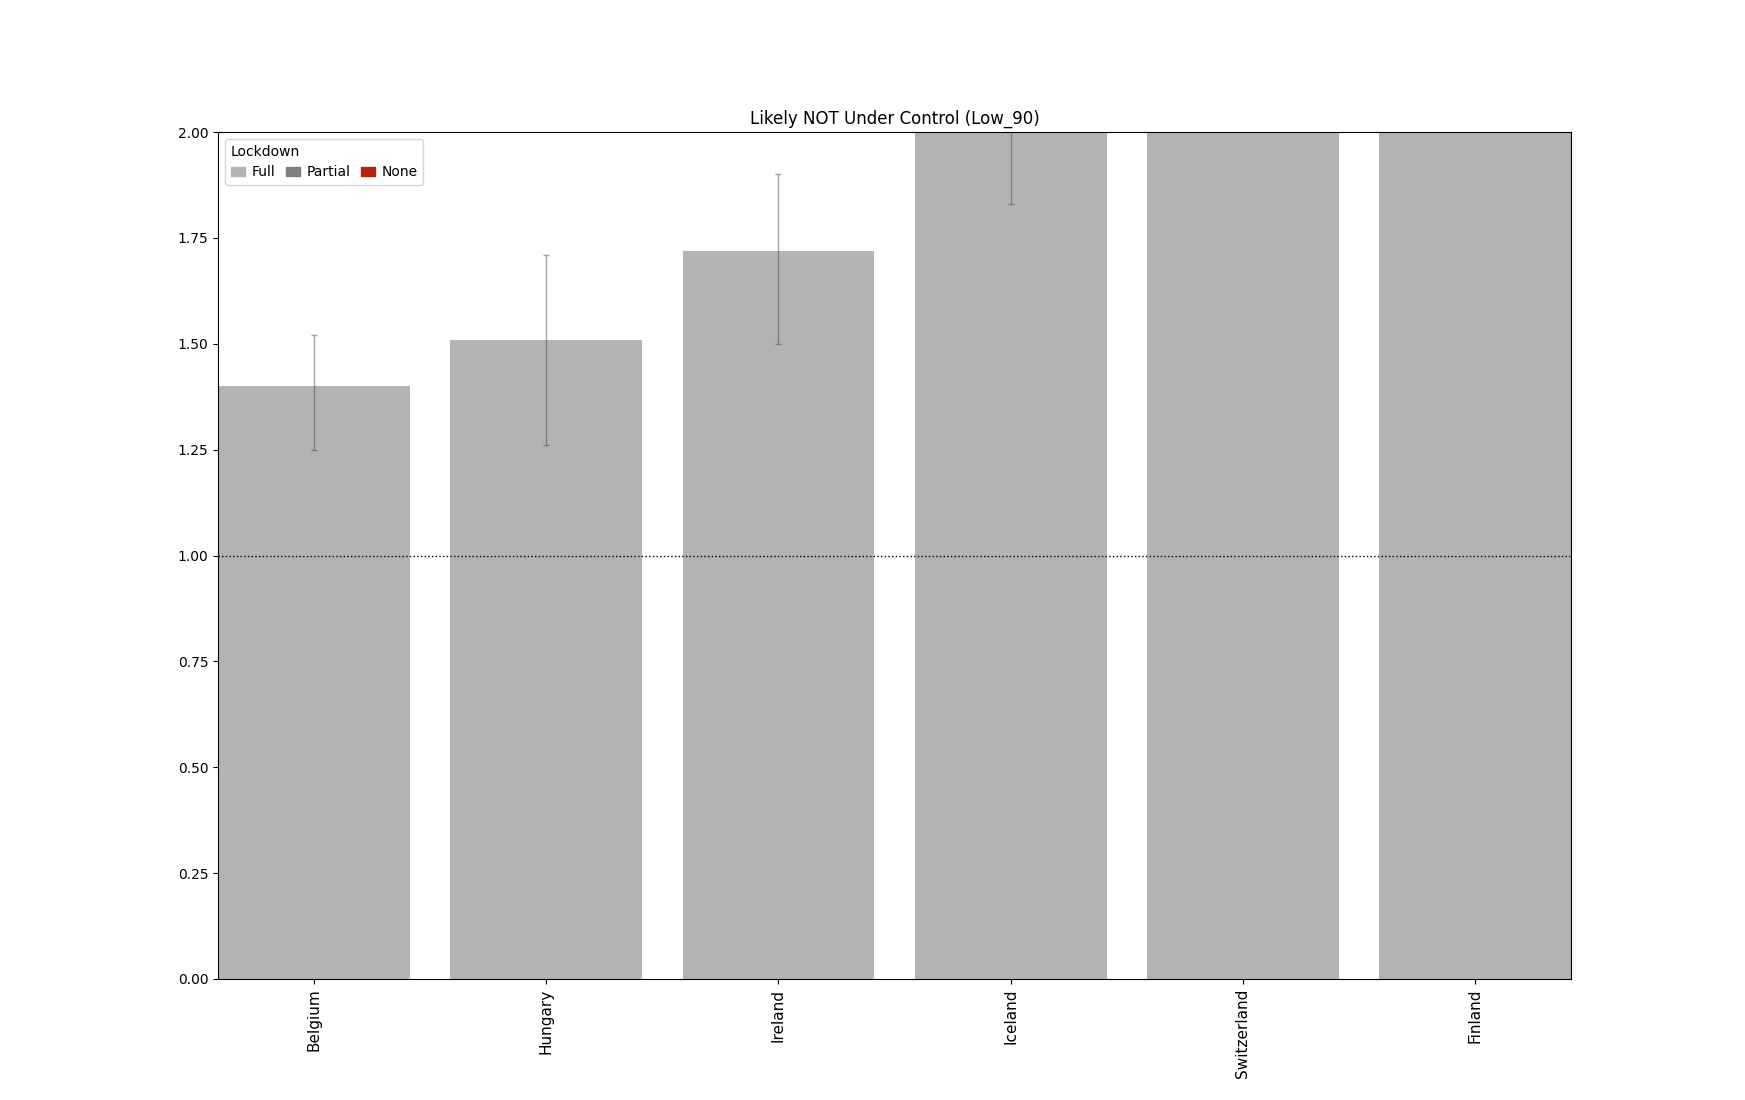 Likely NOT Under Control (Low_90)
Lockdown
Full Partial None
2.00
1.75
1.50
1.25
1.00
0.75
0.50
0.25
0.00
Belgium
Hungary
Ireland
Iceland
Switzerland
Finland